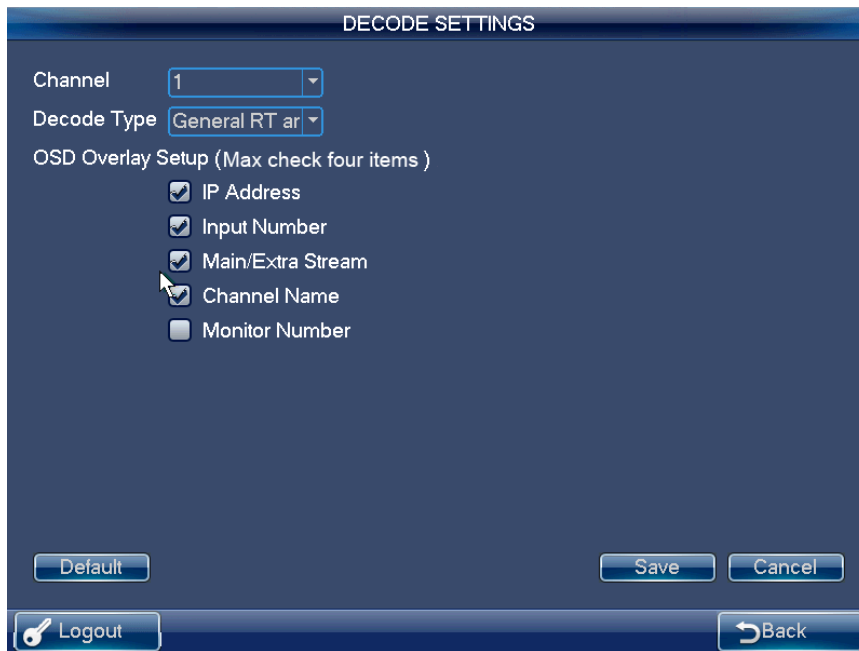 DECODE SETTINGS
Channel 1
Decode Type General RT ar
OSD Overlay Setup (Max check four items )
IP Address
Input Number
Main/Extra Stream
Channel Name
Monitor Number
Default Save Cancel
Logout Back